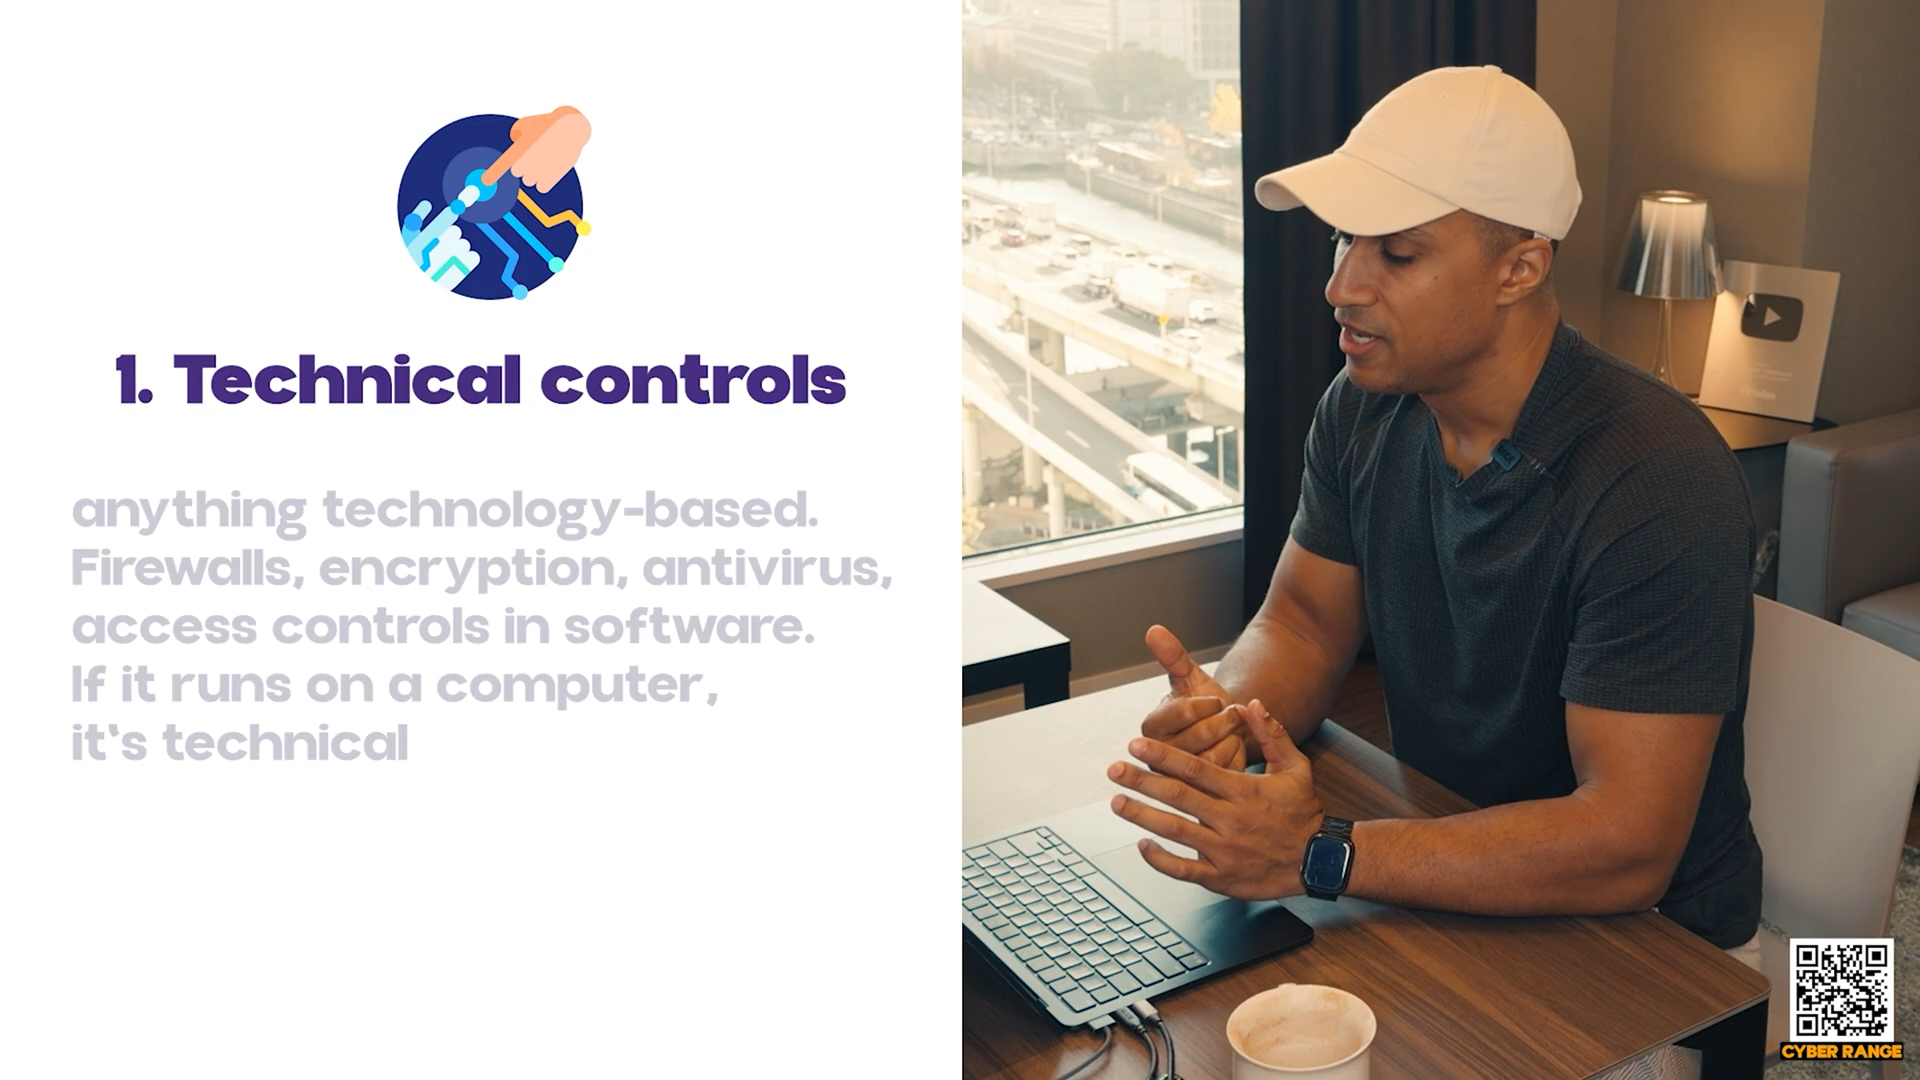 1. Technical controls
anything technology-based.
Firewalls, encryption, antivirus,
access controls in software.
If it runs on a computer,
it's technical
CYBER RANGE